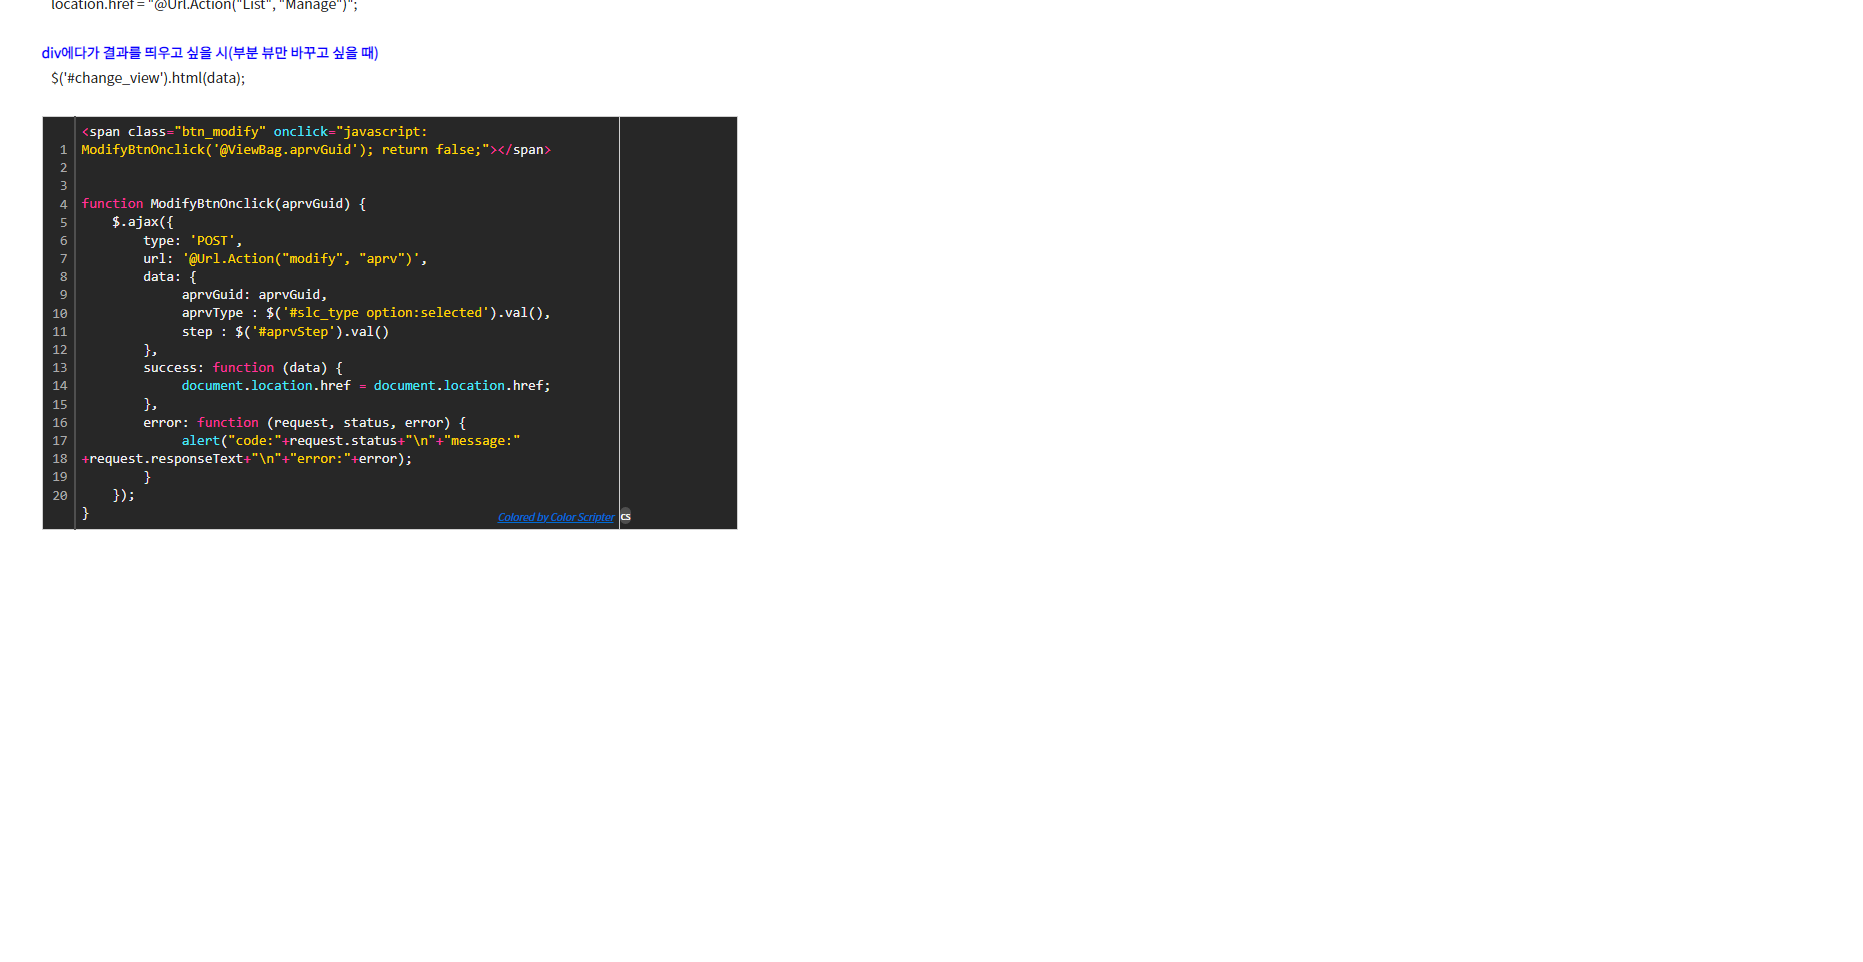 location.href = "@Url.Action("List", "Manage")";
div에다가 결과를 띄우고 싶을 시(부분 뷰만 바꾸고 싶을 때)
$('#change_view').html(data);
<span class="btn_modify" onclick="javascript:
1 ModifyBtnOnclick('@ViewBag.aprvGuid'); return false;"></span>
2
3
4 function ModifyBtnOnclick(aprvGuid) {
5 $.ajax({
6 type: 'POST',
7 url: '@Url.Action("modify", "aprv")',
8 data: {
9 aprvGuid: aprvGuid,
10 aprvType : $('#slc_type option:selected').val(),
11 step : $('#aprvStep').val()
12 },
13 success: function (data) {
14 document.location.href = document.location.href;
15 },
16 error: function (request, status, error) {
17 alert("code:"+request.status+"\n"+"message:"
18 +request.responseText+"\n"+"error:"+error);
19 }
20 });
}
Colored by Color Scripter cs